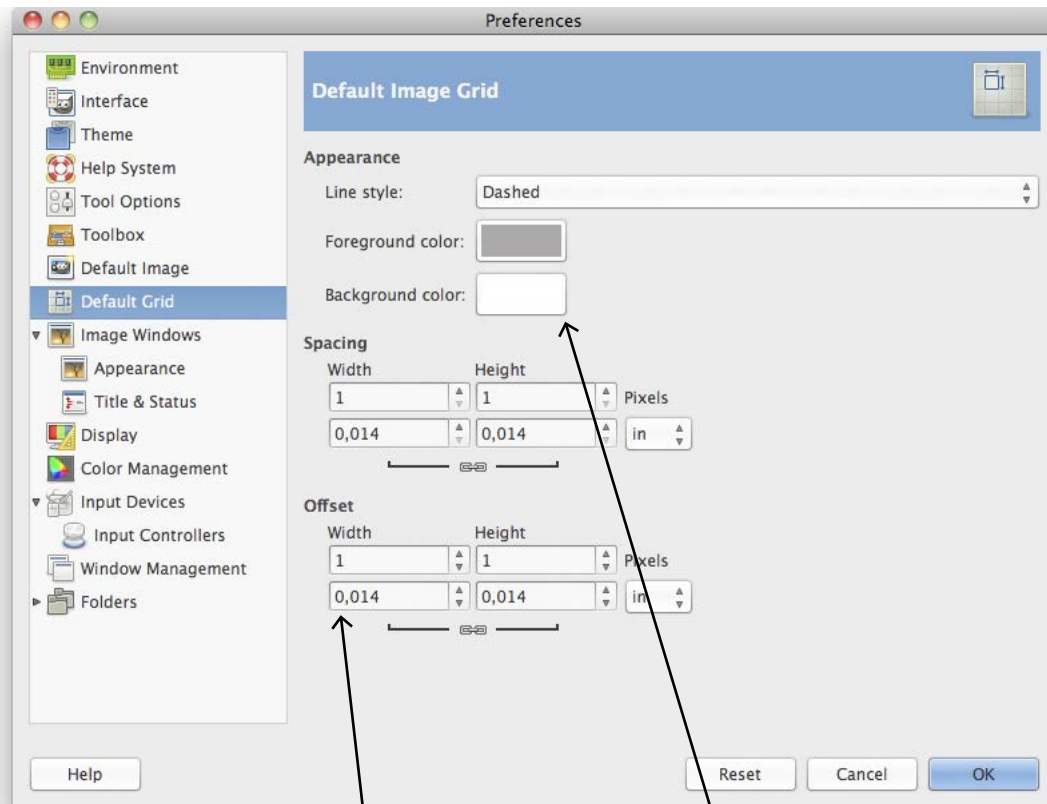 Preferences
Environment
Interface
Theme
Help System
Tool Options
Toolbox
Default Image
Default Grid
Image Windows
Appearance
Title & Status
Display
Color Management
Input Devices
Input Controllers
Window Management
Folders
Default Image Grid
Appearance
Line style: Dashed
Foreground color:
Background color:
Spacing
Width Height
1 1 Pixels
0,014 0,014 in
Offset
Width Height
1 1 Pixels
0,014 0,014 in
Help Reset Cancel OK